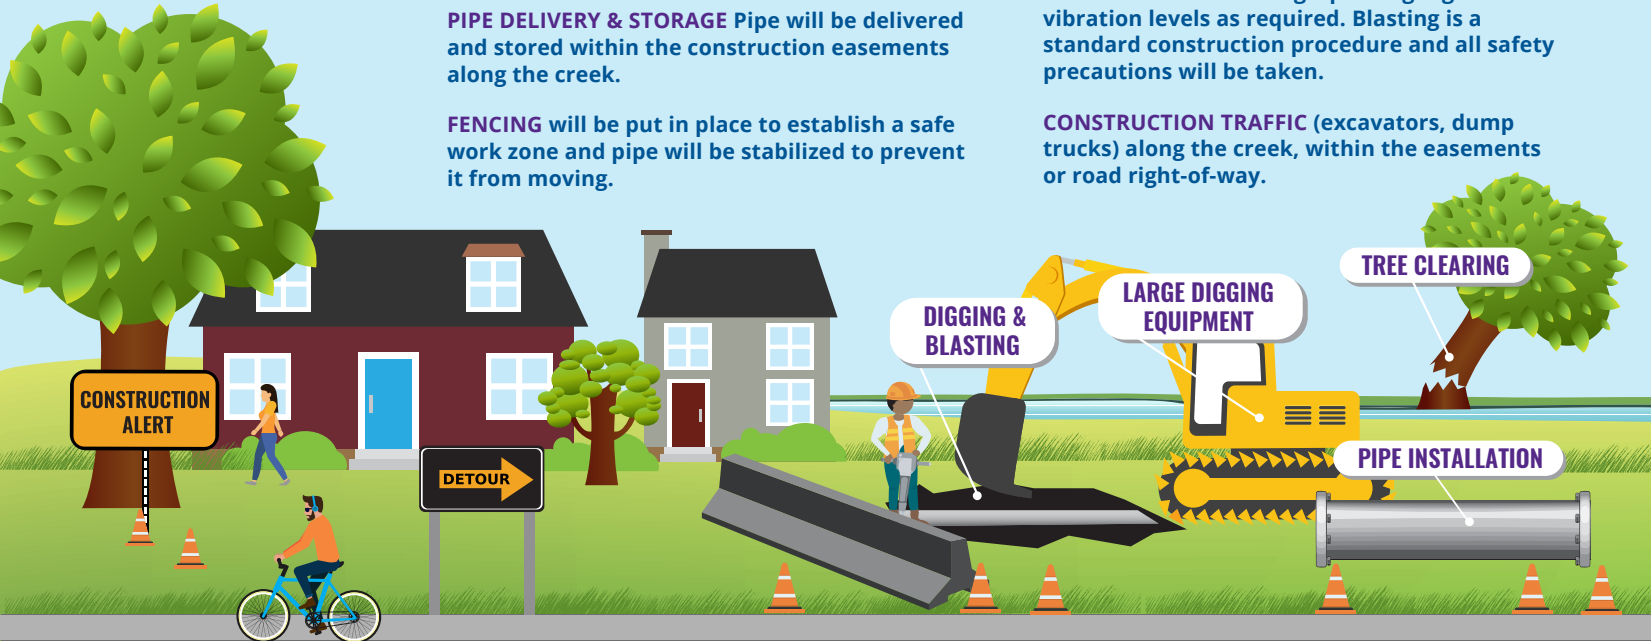 PIPE DELIVERY & STORAGE Pipe will be delivered
and stored within the construction easements
along the creek.
FENCING will be put in place to establish a safe
work zone and pipe will be stabilized to prevent
it from moving.
vibration levels as required. Blasting is a
standard construction procedure and all safety
precautions will be taken.
CONSTRUCTION TRAFFIC (excavators, dump
trucks) along the creek, within the easements
or road right-of-way.
TREE CLEARING
LARGE DIGGING
EQUIPMENT
DIGGING &
BLASTING
CONSTRUCTION
ALERT
PIPE INSTALLATION
DETOUR